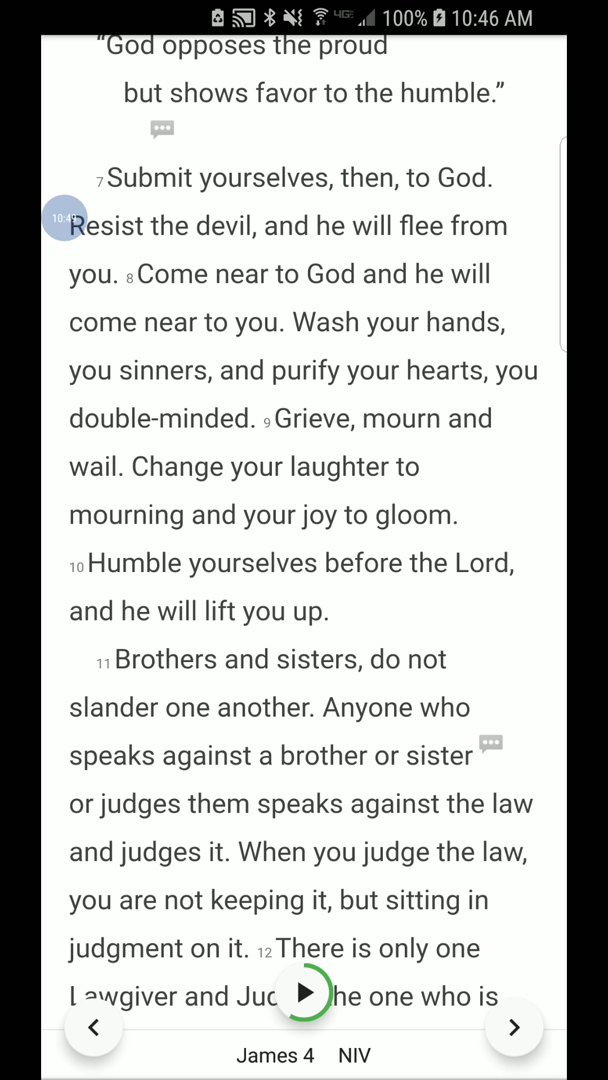 100% 10:46 AM
“God opposes the proud
but shows favor to the humble.”
7 Submit yourselves, then, to God.
Resist the devil, and he will flee from
you. 8 Come near to God and he will
come near to you. Wash your hands,
you sinners, and purify your hearts, you
double-minded. 9 Grieve, mourn and
wail. Change your laughter to
mourning and your joy to gloom.
10 Humble yourselves before the Lord,
and he will lift you up.
11 Brothers and sisters, do not
slander one another. Anyone who
speaks against a brother or sister
or judges them speaks against the law
and judges it. When you judge the law,
you are not keeping it, but sitting in
judgment on it. 12 There is only one
Lawgiver and the one who is
James 4 NIV